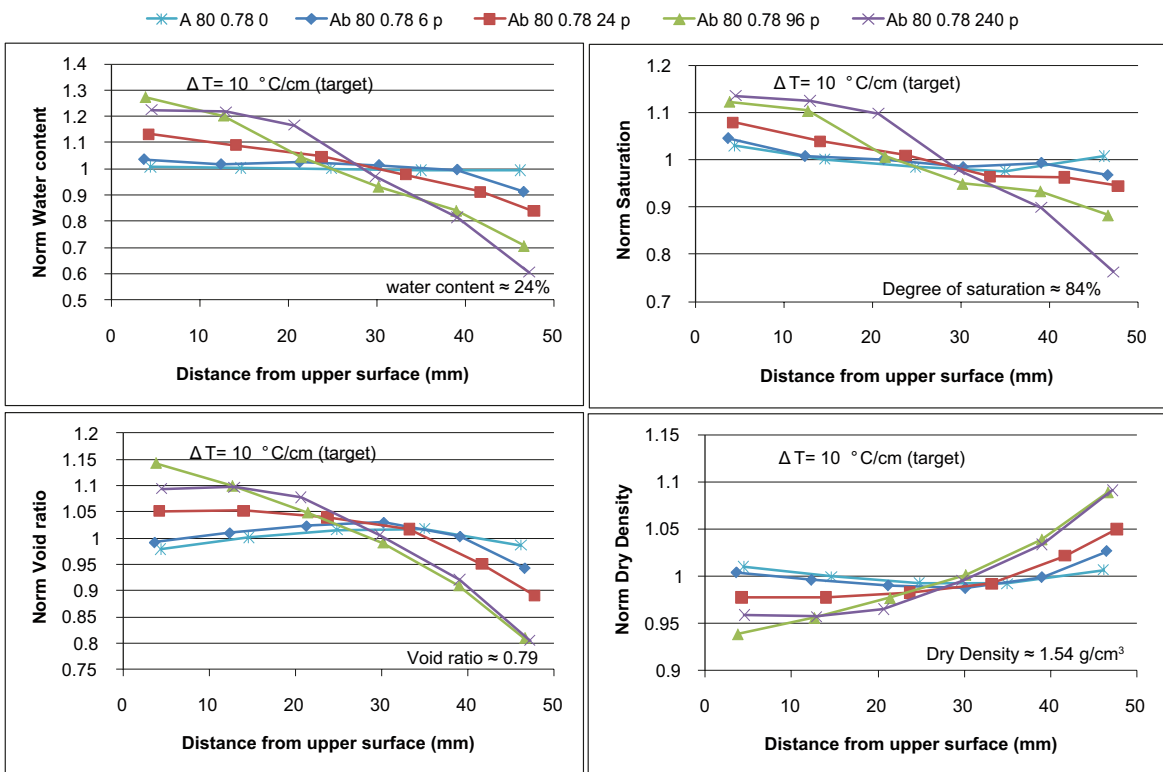 A 80 0.78 0 Ab 80 0.78 6 p Ab 80 0.78 24 p Ab 80 0.78 96 p Ab 80 0.78 240 p
Norm Water content
1.4
1.3
1.2
1.1
1
0.9
0.8
0.7
0.6
0.5
Δ T= 10 °C/cm (target)
water content ≈ 24%
0 10 20 30 40 50
Distance from upper surface (mm)
Norm Saturation
1.2
1.1
1
0.9
0.8
0.7
Δ T= 10 °C/cm (target)
Degree of saturation ≈ 84%
0 10 20 30 40 50
Distance from upper surface (mm)
Norm Void ratio
1.2
1.15
1.1
1.05
1
0.95
0.9
0.85
0.8
0.75
Δ T= 10 °C/cm (target)
Void ratio ≈ 0.79
0 10 20 30 40 50
Distance from upper surface (mm)
Norm Dry Density
1.15
1.1
1.05
1
0.95
0.9
Δ T= 10 °C/cm (target)
Dry Density ≈ 1.54 g/cm³
0 10 20 30 40 50
Distance from upper surface (mm)